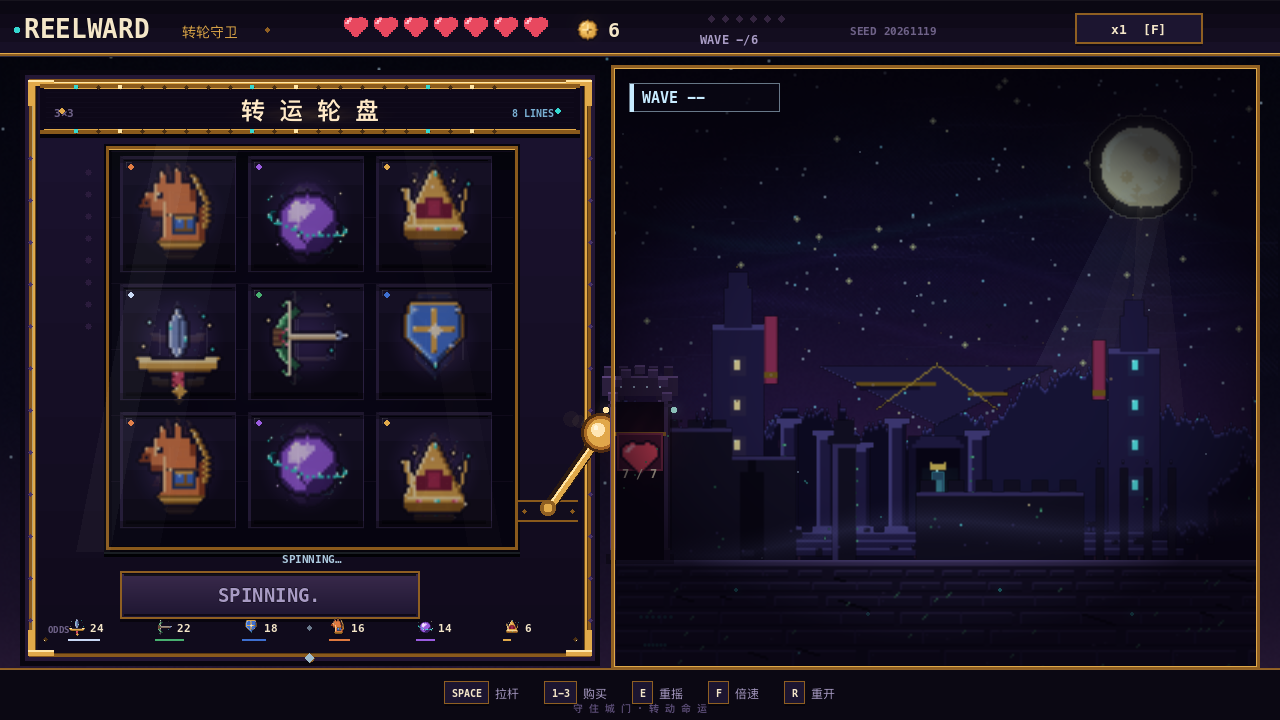 REELWARD 转轮守卫
6
WAVE —/6
SEED 20261119
x1 [F]
3×3 转运轮盘 8 LINES
WAVE ——
7 / 7
SPINNING…
SPINNING.
ODDS 24 22 18 16 14 6
SPACE 拉杆 1—3 购买 E 重摇 F 倍速 R 重开
守住城门·转动命运